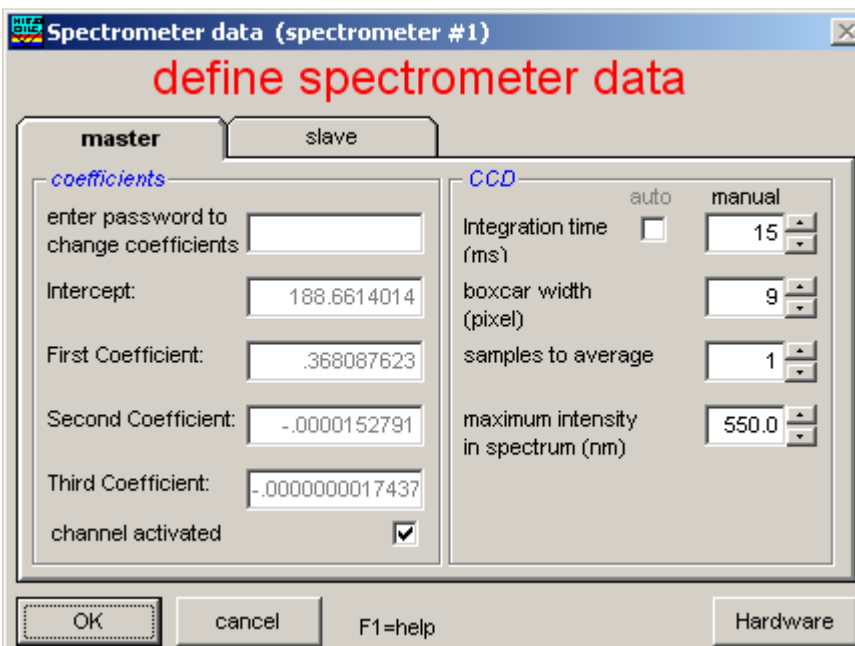 Spectrometer data (spectrometer #1)
define spectrometer data
master
slave
coefficients
enter password to
change coefficients
Intercept:
188.6614014
First Coefficient:
.368087623
Second Coefficient:
-.0000152791
Third Coefficient:
-.0000000017437
channel activated
CCD
auto
manual
Integration time
(ms)
15
boxcar width
(pixel)
9
samples to average
1
maximum intensity
in spectrum (nm)
550.0
OK
cancel
F1=help
Hardware